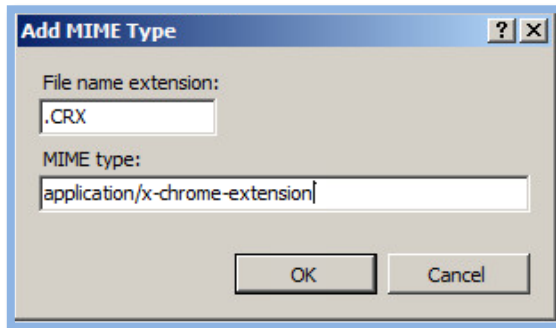 Add MIME Type
? X
File name extension:
.CRX
MIME type:
application/x-chrome-extension
OK Cancel